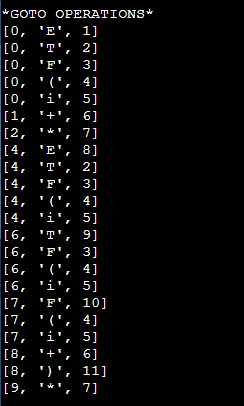 *GOTO OPERATIONS*
[0, 'E', 1]
[0, 'T', 2]
[0, 'F', 3]
[0, '(', 4]
[0, 'i', 5]
[1, '+', 6]
[2, '*', 7]
[4, 'E', 8]
[4, 'T', 2]
[4, 'F', 3]
[4, '(', 4]
[4, 'i', 5]
[6, 'T', 9]
[6, 'F', 3]
[6, '(', 4]
[6, 'i', 5]
[7, 'F', 10]
[7, '(', 4]
[7, 'i', 5]
[8, '+', 6]
[8, ')', 11]
[9, '*', 7]